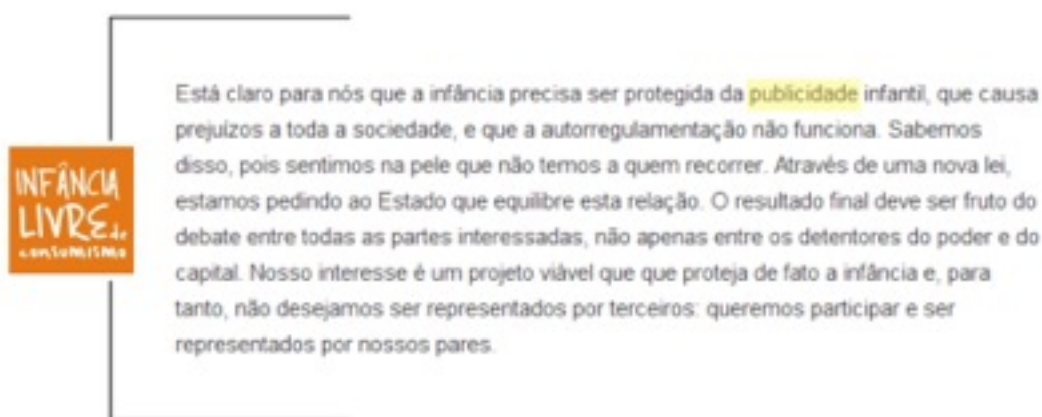 INFÂNCIA
LIVRE de
consumismo
Está claro para nós que a infância precisa ser protegida da publicidade infantil, que causa
prejuízos a toda a sociedade, e que a autorregulamentação não funciona. Sabemos
disso, pois sentimos na pele que não temos a quem recorrer. Através de uma nova lei,
estamos pedindo ao Estado que equilibre esta relação. O resultado final deve ser fruto do
debate entre todas as partes interessadas, não apenas entre os detentores do poder e do
capital. Nosso interesse é um projeto viável que que proteja de fato a infância e, para
tanto, não desejamos ser representados por terceiros: queremos participar e ser
representados por nossos pares.